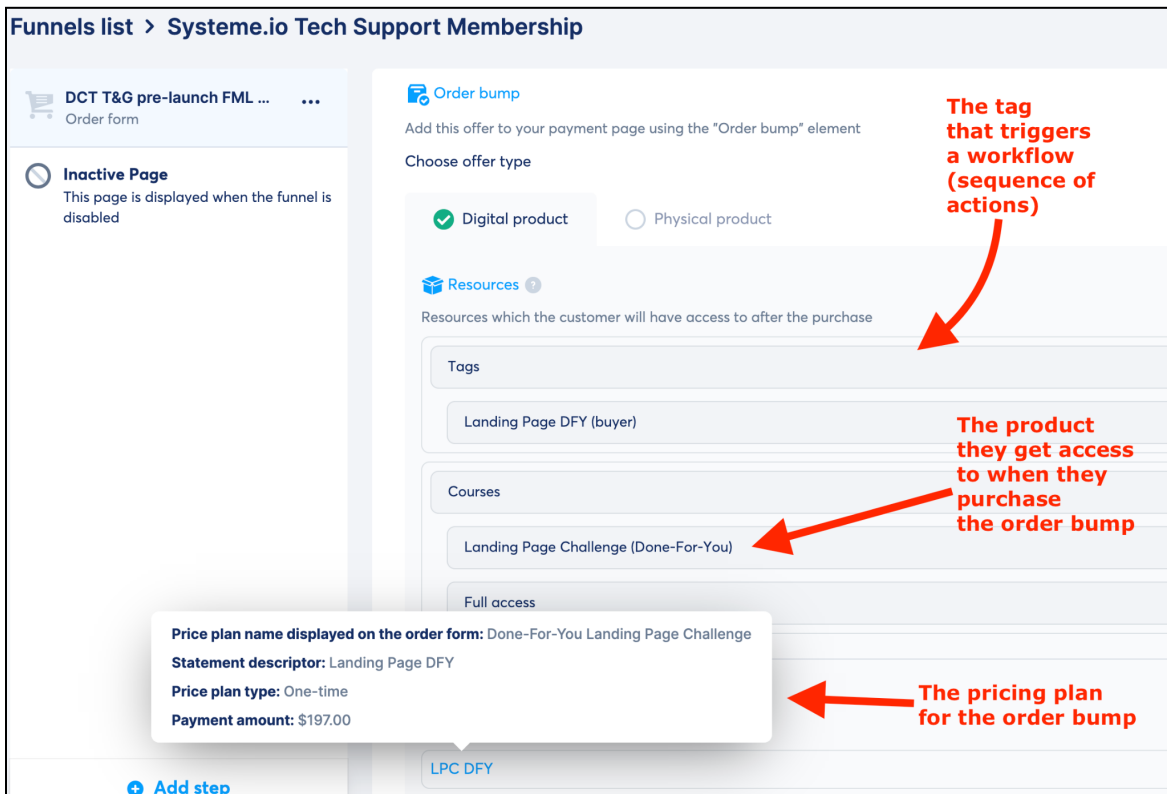 Funnels list > Systeme.io Tech Support Membership
DCT T&G pre-launch FML ...
Order form
Inactive Page
This page is displayed when the funnel is
disabled
Add step
Order bump
Add this offer to your payment page using the "Order bump" element
Choose offer type
Digital product
Physical product
Resources ?
Resources which the customer will have access to after the purchase
Tags
Landing Page DFY (buyer)
Courses
Landing Page Challenge (Done-For-You)
Full access
Price plan name displayed on the order form: Done-For-You Landing Page Challenge
Statement descriptor: Landing Page DFY
Price plan type: One-time
Payment amount: $197.00
LPC DFY
The tag
that triggers
a workflow
(sequence of
actions)
The product
they get access
to when they
purchase
the order bump
The pricing plan
for the order bump